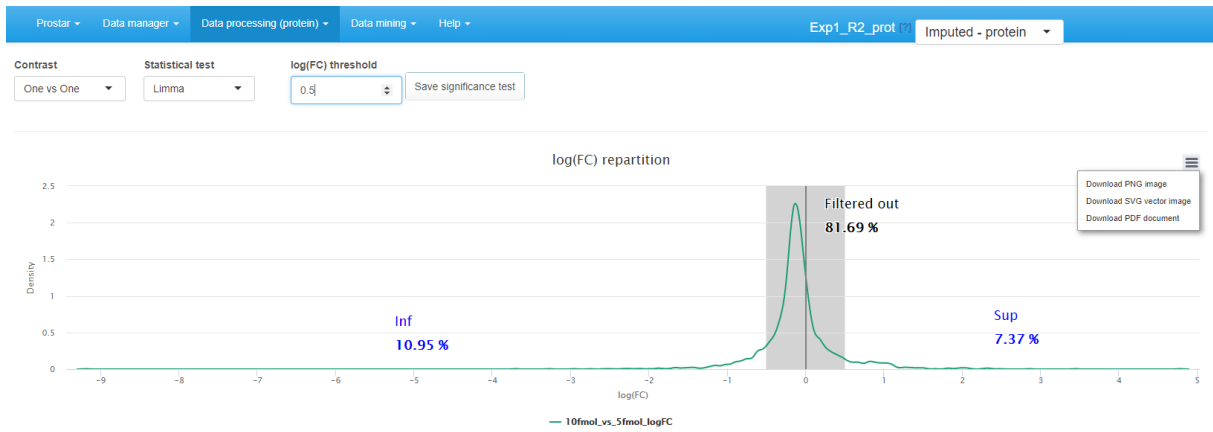 Prostar Data manager Data processing (protein) Data mining Help Exp1_R2_prot [?] Imputed - protein
Contrast Statistical test log(FC) threshold
One vs One Limma 0.5 Save significance test
log(FC) repartition
Download PNG image
Download SVG vector image
Download PDF document
2.5
2
1.5
1
0.5
0
Density
Filtered out
81.69 %
Inf
10.95 %
Sup
7.37 %
-9 -8 -7 -6 -5 -4 -3 -2 -1 0 1 2 3 4 5
log(FC)
10fmol_vs_5fmol_logFC